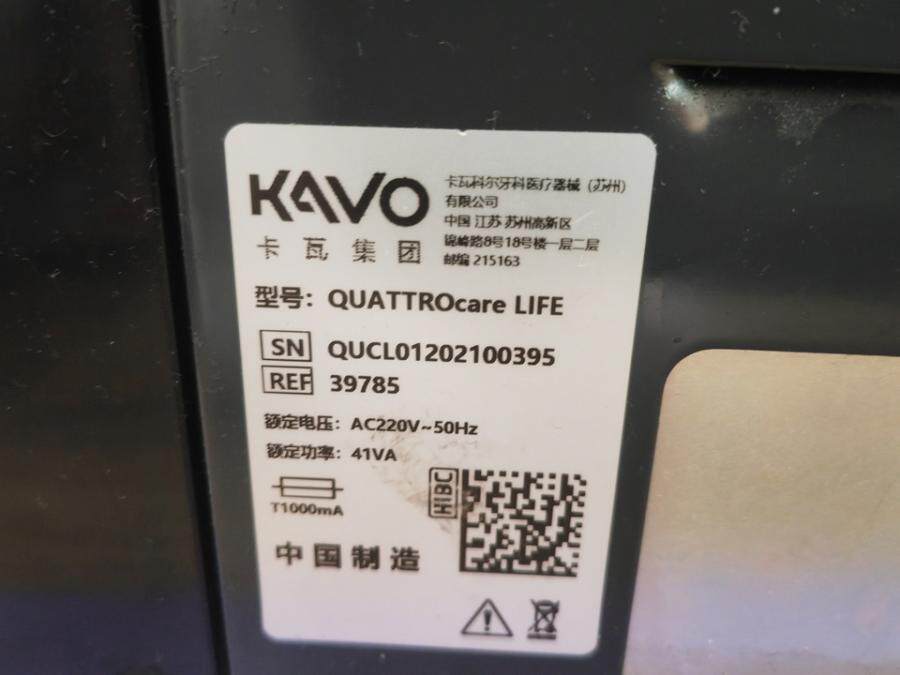 KAVO
卡瓦集团
卡瓦科尔牙科医疗器械（苏州）
有限公司
中国 江苏 苏州高新区
锦峰路8号18号楼一层二层
邮编 215163
型号：QUATTROcare LIFE
SN QUCL01202100395
REF 39785
额定电压：AC220V~50Hz
额定功率：41VA
T1000mA
HIBC
中国制造